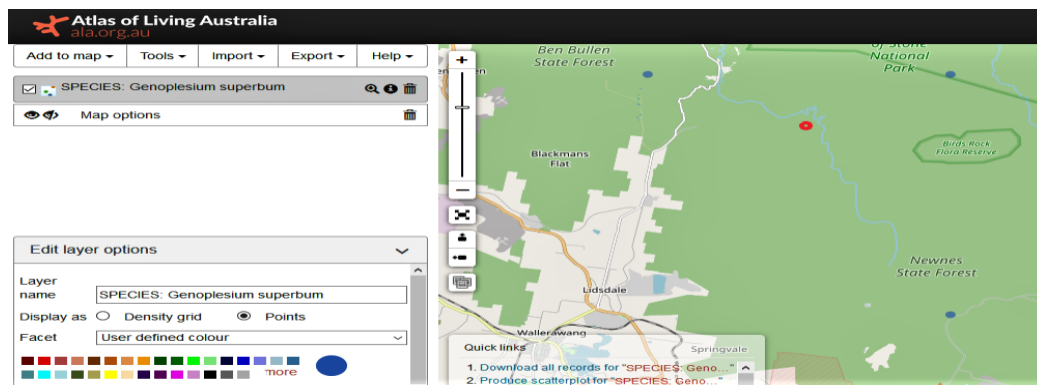 Atlas of Living Australia
ala.org.au
Add to map
Tools
Import
Export
Help
SPECIES: Genoplesium superbum
Map options
Edit layer options
Layer
name
SPECIES: Genoplesium superbum
Display as
Density grid
Points
Facet
User defined colour
more
+
−
Ben Bullen
State Forest
of Stone
National
Park
Birds Rock
Flora Reserve
Blackmans
Flat
Newnes
State Forest
Lidsdale
Wallerawang
Springvale
Quick links
1. Download all records for "SPECIES: Geno..."
2. Produce scatterplot for "SPECIES: Geno..."